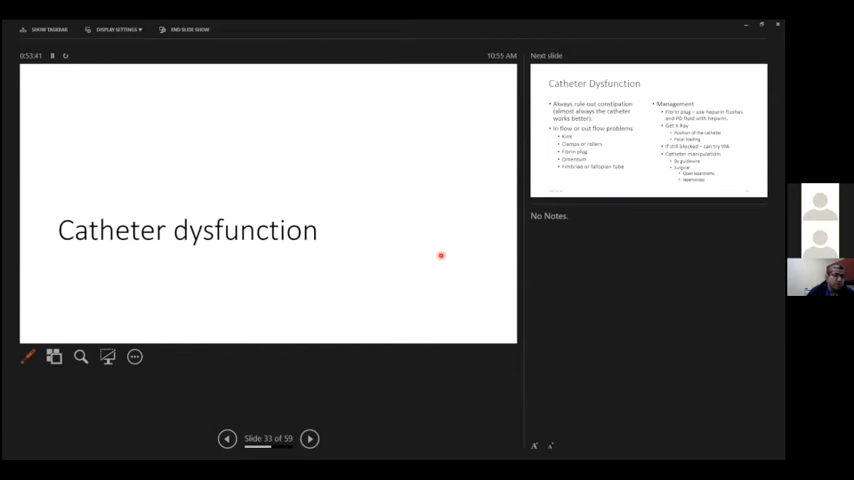 SHOW TASKBAR
DISPLAY SETTINGS
END SLIDE SHOW
0:53:41
10:55 AM
Catheter dysfunction
Slide 33 of 59
Next slide
Catheter Dysfunction
• Always rule out constipation
(almost always the catheter
works better).
• In flow or out flow problems
• Kink
• Clamps or rollers
• Fibrin plug
• Omentum
• Fimbriae or fallopian tube
• Management
• Fibrin plug – use heparin flushes
and PD fluid with heparin.
• Get X Ray
• Position of the catheter
• Fecal loading
• If still blocked – can try tPA
• Catheter manipulation:
• By guidewire
• Surgical
• Open laparotomy
No Notes.